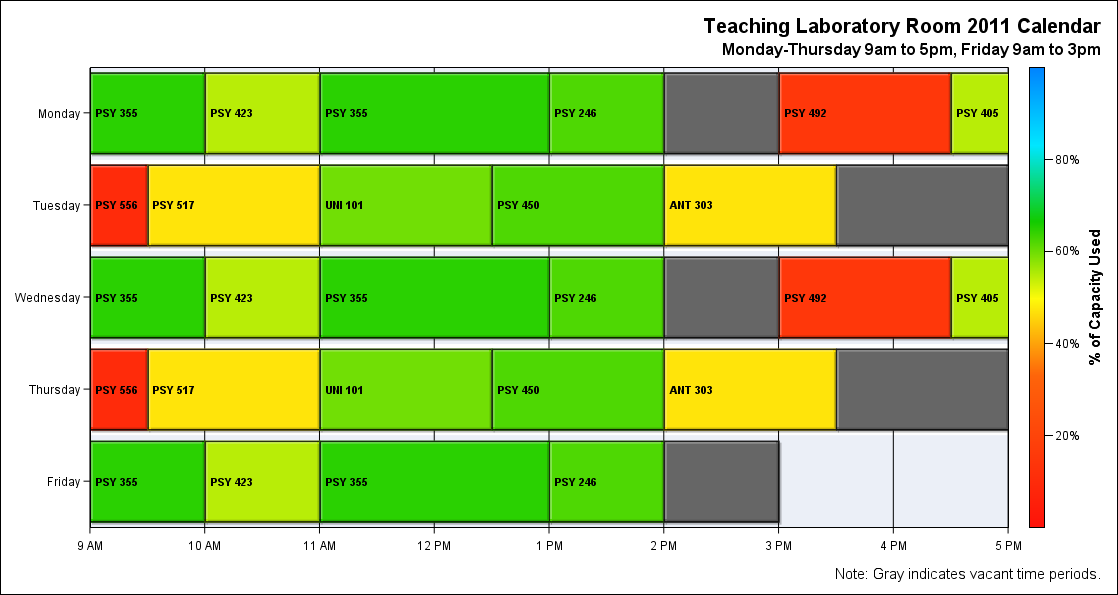 Teaching Laboratory Room 2011 Calendar
Monday-Thursday 9am to 5pm, Friday 9am to 3pm
Monday PSY 355 PSY 423 PSY 355 PSY 246 PSY 492 PSY 405
Tuesday PSY 556 PSY 517 UNI 101 PSY 450 ANT 303
Wednesday PSY 355 PSY 423 PSY 355 PSY 246 PSY 492 PSY 405
Thursday PSY 556 PSY 517 UNI 101 PSY 450 ANT 303
Friday PSY 355 PSY 423 PSY 355 PSY 246
9 AM 10 AM 11 AM 12 PM 1 PM 2 PM 3 PM 4 PM 5 PM
80%
60%
40%
20%
% of Capacity Used
Note: Gray indicates vacant time periods.